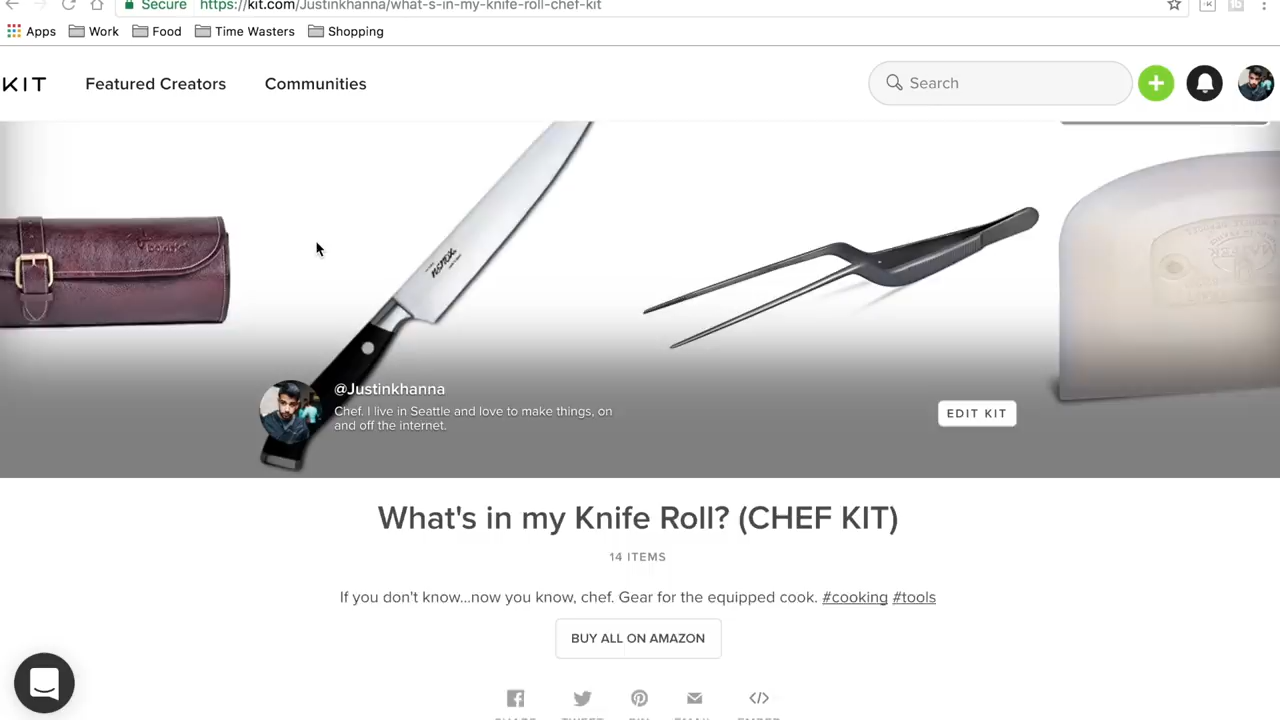 Secure https://kit.com/Justinkhanna/what-s-in-my-knife-roll-chef-kit
Apps Work Food Time Wasters Shopping
KIT Featured Creators Communities Search
@Justinkhanna
Chef. I live in Seattle and love to make things, on
and off the internet.
EDIT KIT
What's in my Knife Roll? (CHEF KIT)
14 ITEMS
If you don't know...now you know, chef. Gear for the equipped cook. #cooking #tools
BUY ALL ON AMAZON